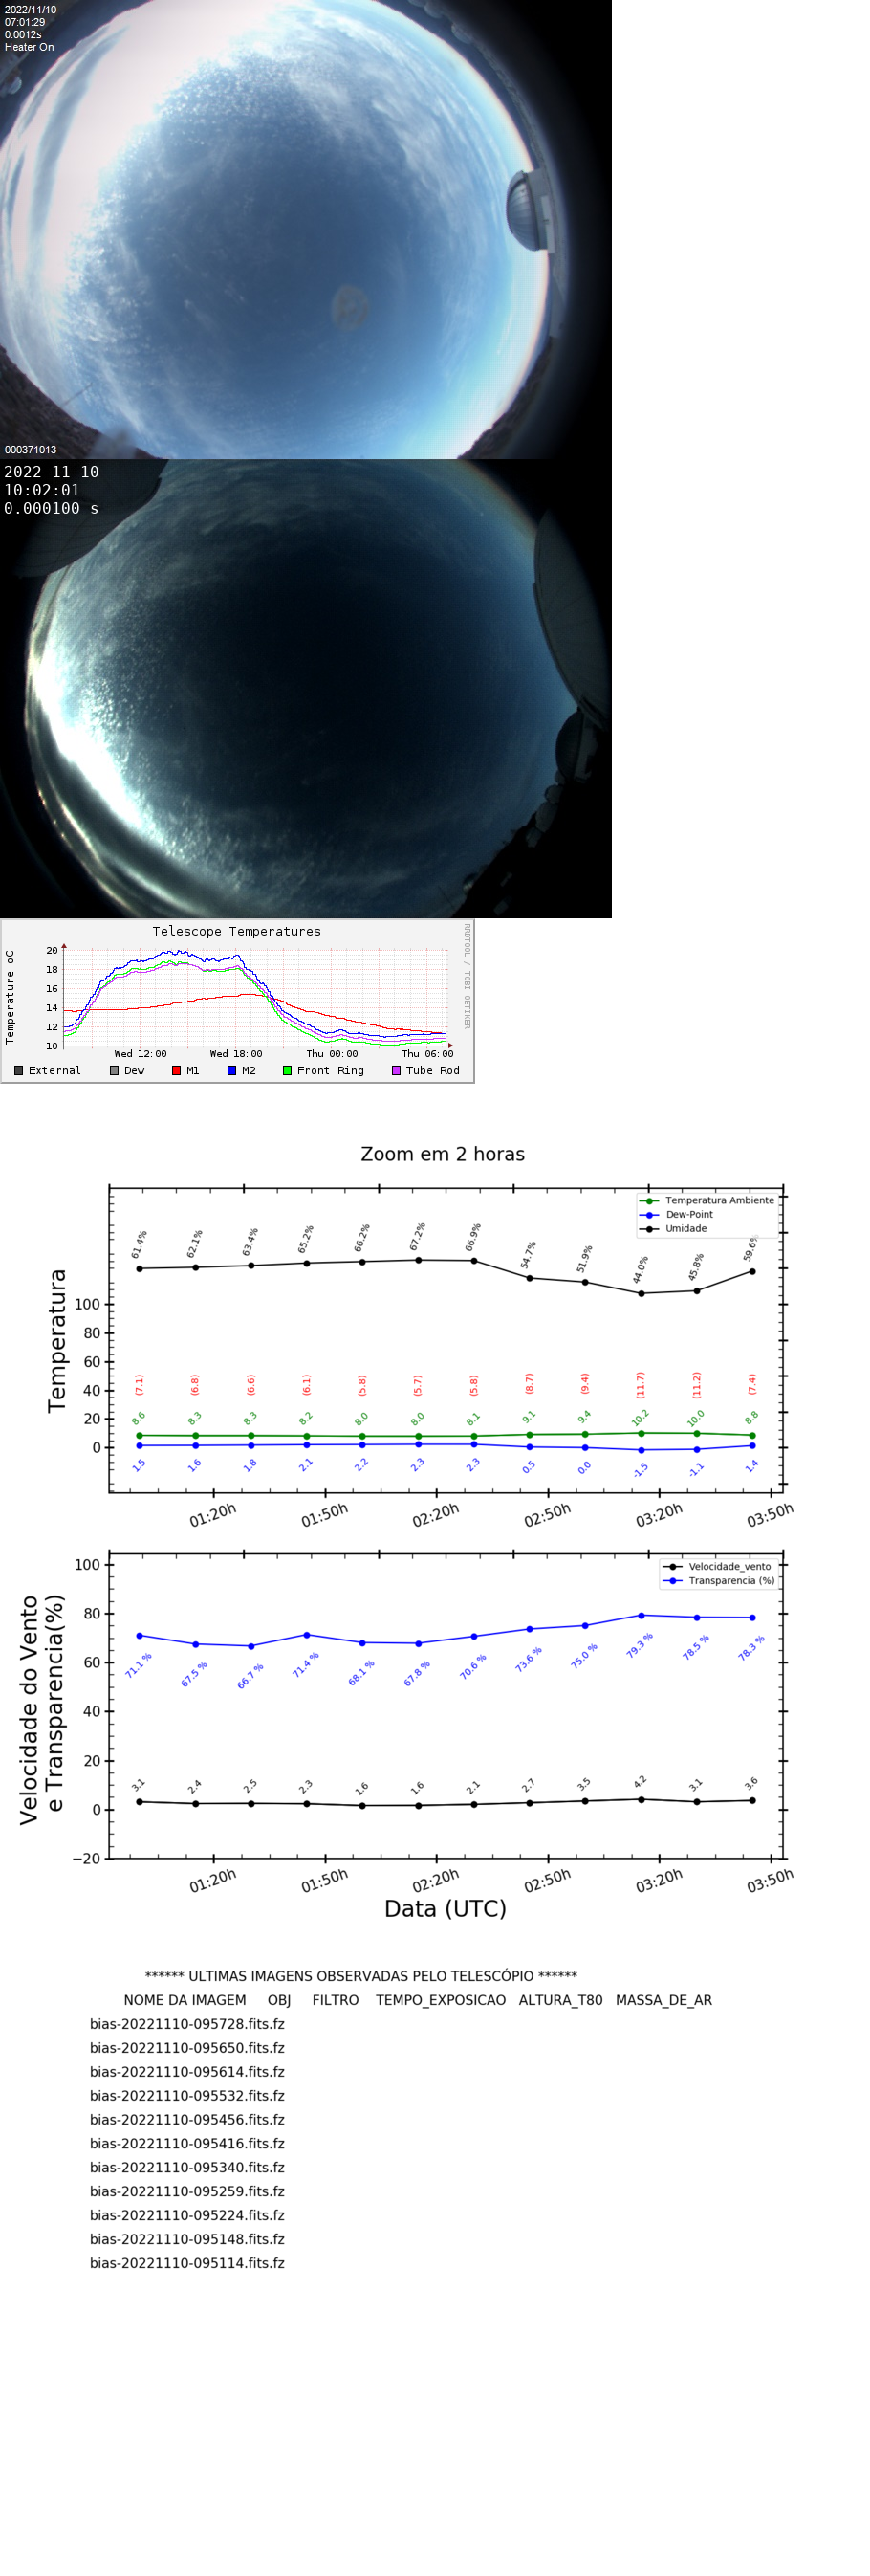 2022/11/10
07:01:29
0.0012s
Heater On
000371013
2022-11-10
10:02:01
0.000100 s
Telescope Temperatures
RRDTOOL / TOBI OETIKER
Temperature oC
20
18
16
14
12
10
Wed 12:00 Wed 18:00 Thu 00:00 Thu 06:00
External Dew M1 M2 Front Ring Tube Rod
Zoom em 2 horas
Temperatura Ambiente
Dew-Point
Umidade
61.4% 62.1% 63.4% 65.2% 66.2% 67.2% 66.9% 54.7% 51.9% 44.0% 45.8% 59.6%
Temperatura
100
80
60
40
20
0
(7.1) (6.8) (6.6) (6.1) (5.8) (5.7) (5.8) (8.7) (9.4) (11.7) (11.2) (7.4)
8.6 8.3 8.3 8.2 8.0 8.0 8.1 9.1 9.4 10.2 10.0 8.8
1.5 1.6 1.8 2.1 2.2 2.3 2.3 0.5 0.0 -1.5 -1.1 1.4
01:20h 01:50h 02:20h 02:50h 03:20h 03:50h
Velocidade_vento
Transparencia (%)
Velocidade do Vento
e Transparencia(%)
100
80
60
40
20
0
−20
71.1 % 67.5 % 66.7 % 71.4 % 68.1 % 67.8 % 70.6 % 73.6 % 75.0 % 79.3 % 78.5 % 78.3 %
3.1 2.4 2.5 2.3 1.6 1.6 2.1 2.7 3.5 4.2 3.1 3.6
01:20h 01:50h 02:20h 02:50h 03:20h 03:50h
Data (UTC)
****** ULTIMAS IMAGENS OBSERVADAS PELO TELESCÓPIO ******
NOME DA IMAGEM OBJ FILTRO TEMPO_EXPOSICAO ALTURA_T80 MASSA_DE_AR
bias-20221110-095728.fits.fz
bias-20221110-095650.fits.fz
bias-20221110-095614.fits.fz
bias-20221110-095532.fits.fz
bias-20221110-095456.fits.fz
bias-20221110-095416.fits.fz
bias-20221110-095340.fits.fz
bias-20221110-095259.fits.fz
bias-20221110-095224.fits.fz
bias-20221110-095148.fits.fz
bias-20221110-095114.fits.fz